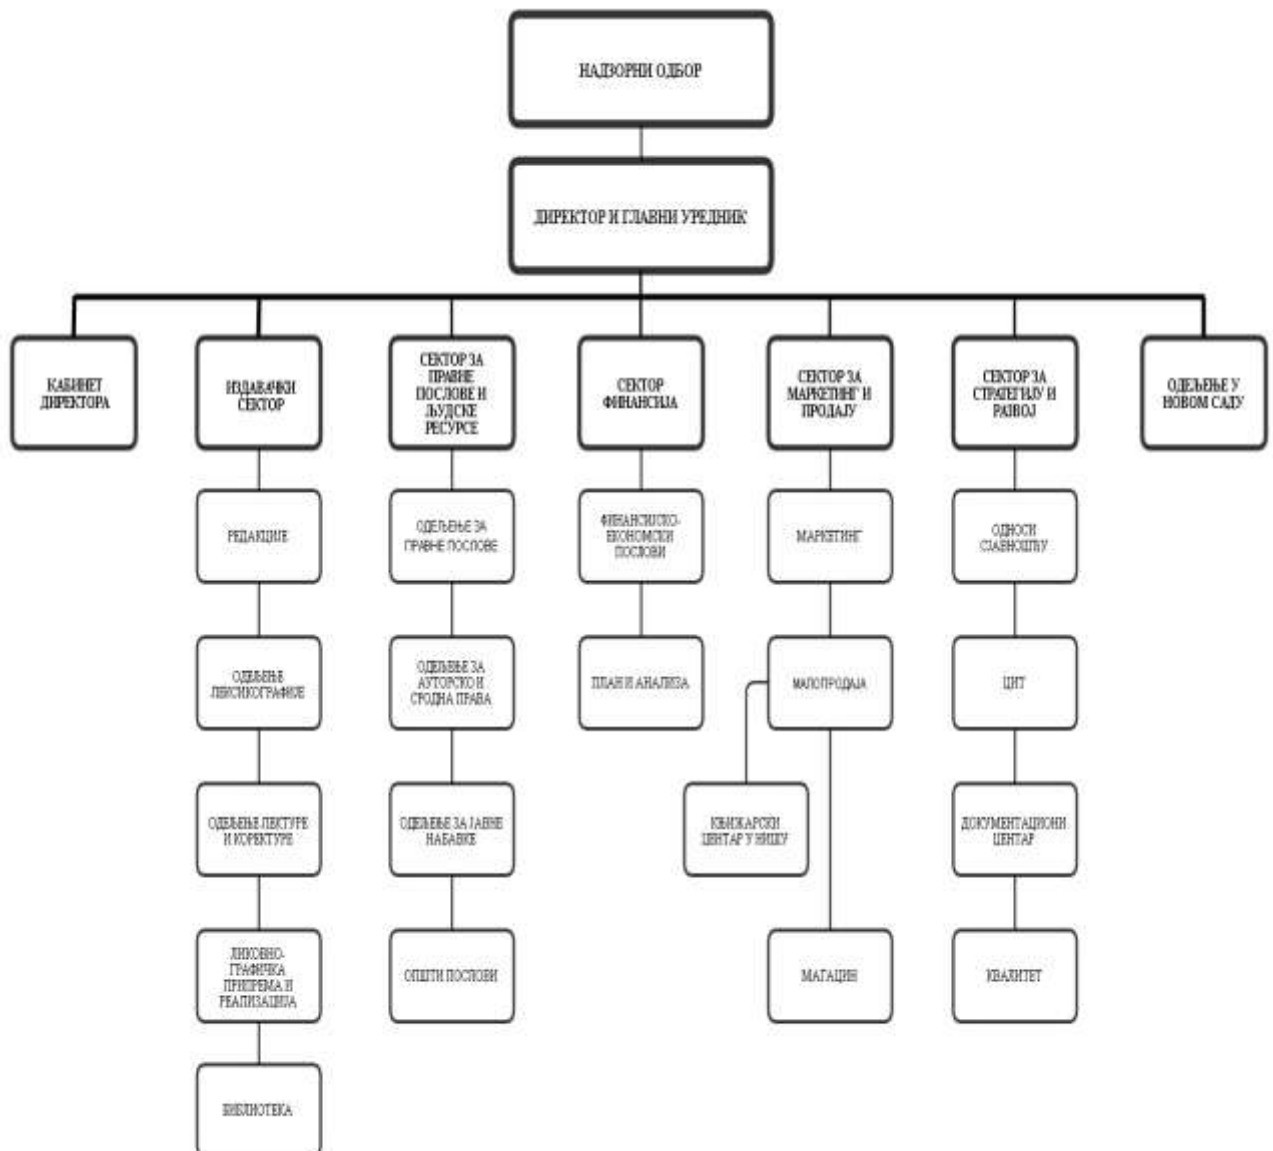 НАДЗОРНИ ОДБОР
ДИРЕКТОР И ГЛАВНИ УРЕДНИК
КАБИНЕТ
ДИРЕКТОРА
ИЗДАВАЧКИ
СЕКТОР
СЕКТОР ЗА
ПРАВНЕ
ПОСЛОВЕ И
ЉУДСКЕ
РЕСУРСЕ
СЕКТОР
ФИНАНСИЈА
СЕКТОР ЗА
МАРКЕТИНГ И
ПРОДАЈУ
СЕКТОР ЗА
СТРАТЕГИЈУ И
РАЗВОЈ
ОДЕЉЕЊЕ У
НОВОМ САДУ
РЕДАКЦИЈЕ
ОДЕЉЕЊЕ ЗА
ПРАВНЕ ПОСЛОВЕ
ФИНАНСИЈСКО-
ЕКОНОМСКИ
ПОСЛОВИ
МАРКЕТИНГ
ОДНОСИ
СЈАВНОШЋУ
ОДЕЉЕЊЕ
ЛЕКСИКОГРАФИЈЕ
ОДЕЉЕЊЕ ЗА
АУТОРСКО И
СРОДНА ПРАВА
ПЛАН И АНАЛИЗА
МАЛОПРОДАЈА
ЦИТ
ОДЕЉЕЊЕ ЛЕКТУРЕ
И КОРЕКТУРЕ
ОДЕЉЕЊЕ ЗА ЈАВНЕ
НАБАВКЕ
КЊИЖАРСКИ
ЦЕНТАР У НИШУ
ДОКУМЕНТАЦИОНИ
ЦЕНТАР
ЛИКОВНО-
ГРАФИЧКА
ПРИПРЕМА И
РЕАЛИЗАЦИЈА
ОПШТИ ПОСЛОВИ
МАГАЦИН
КВАЛИТЕТ
БИБЛИОТЕКА